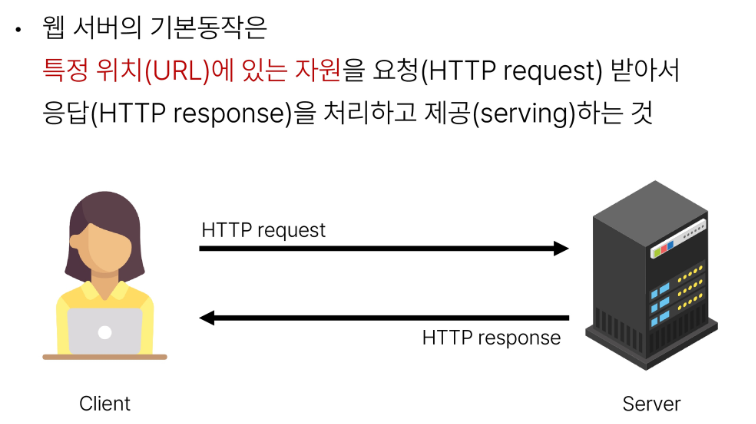 • 웹 서버의 기본동작은
특정 위치(URL)에 있는 자원을 요청(HTTP request) 받아서
응답(HTTP response)을 처리하고 제공(serving)하는 것
HTTP request
HTTP response
Client
Server